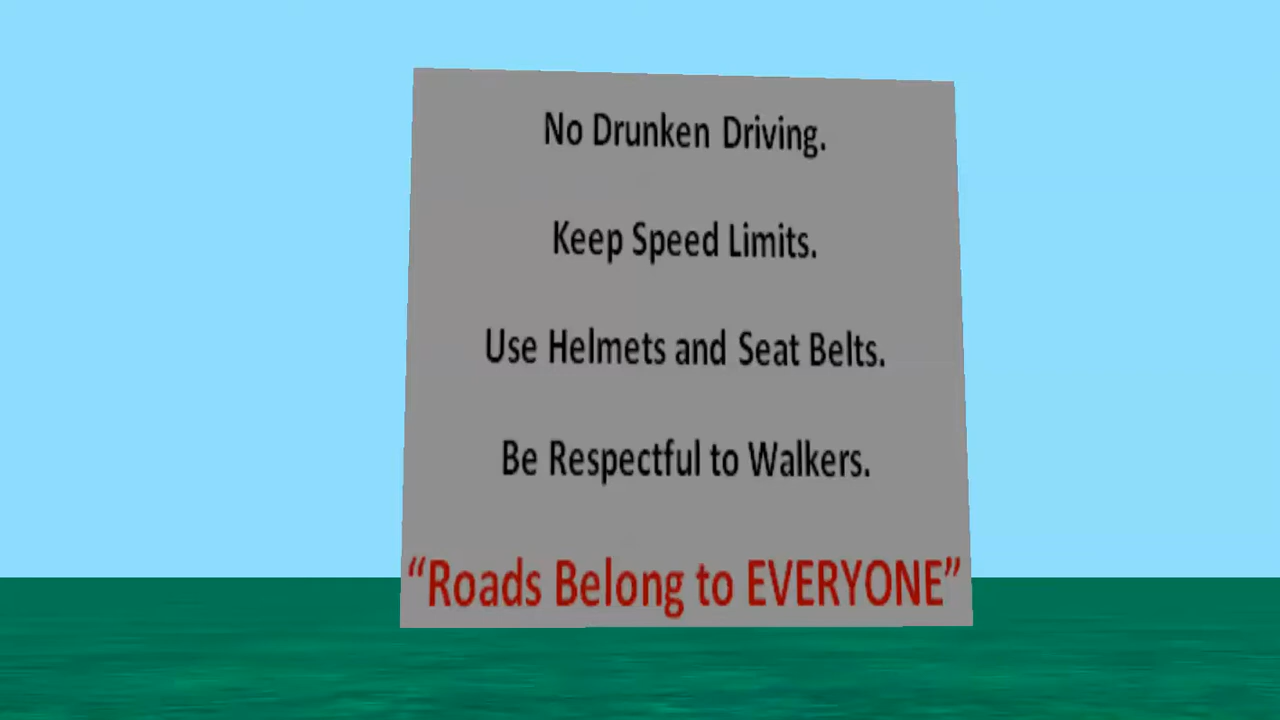 No Drunken Driving.
Keep Speed Limits.
Use Helmets and Seat Belts.
Be Respectful to Walkers.
“Roads Belong to EVERYONE”